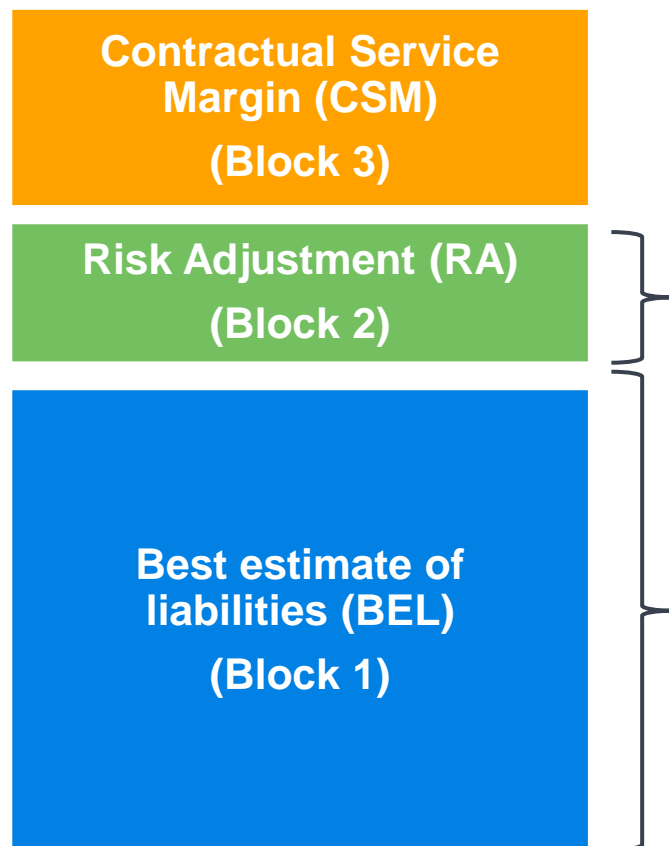 Contractual Service
Margin (CSM)
(Block 3)
Risk Adjustment (RA)
(Block 2)
Best estimate of
liabilities (BEL)
(Block 1)